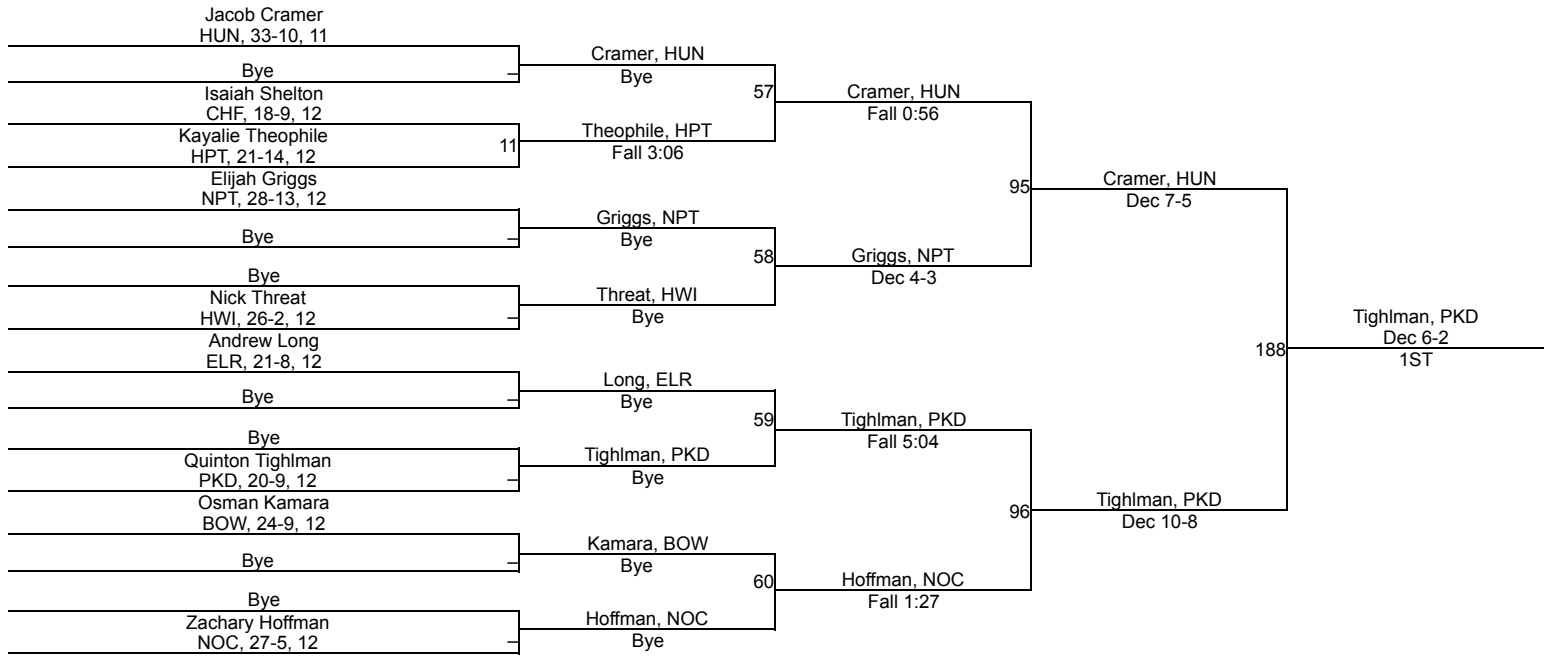 Jacob Cramer
HUN, 33-10, 11
Bye
–
Isaiah Shelton
CHF, 18-9, 12
Kayalie Theophile
HPT, 21-14, 12
11
Elijah Griggs
NPT, 28-13, 12
Bye
–
Bye
Nick Threat
HWI, 26-2, 12
–
Andrew Long
ELR, 21-8, 12
Bye
–
Bye
Quinton Tighlman
PKD, 20-9, 12
–
Osman Kamara
BOW, 24-9, 12
Bye
–
Bye
Zachary Hoffman
NOC, 27-5, 12
–
Cramer, HUN
Bye
57
Theophile, HPT
Fall 3:06
Griggs, NPT
Bye
58
Threat, HWI
Bye
Long, ELR
Bye
59
Tighlman, PKD
Bye
Kamara, BOW
Bye
60
Hoffman, NOC
Bye
Cramer, HUN
Fall 0:56
95
Griggs, NPT
Dec 4-3
Tighlman, PKD
Fall 5:04
96
Hoffman, NOC
Fall 1:27
Cramer, HUN
Dec 7-5
188
Tighlman, PKD
Dec 10-8
Tighlman, PKD
Dec 6-2
1ST